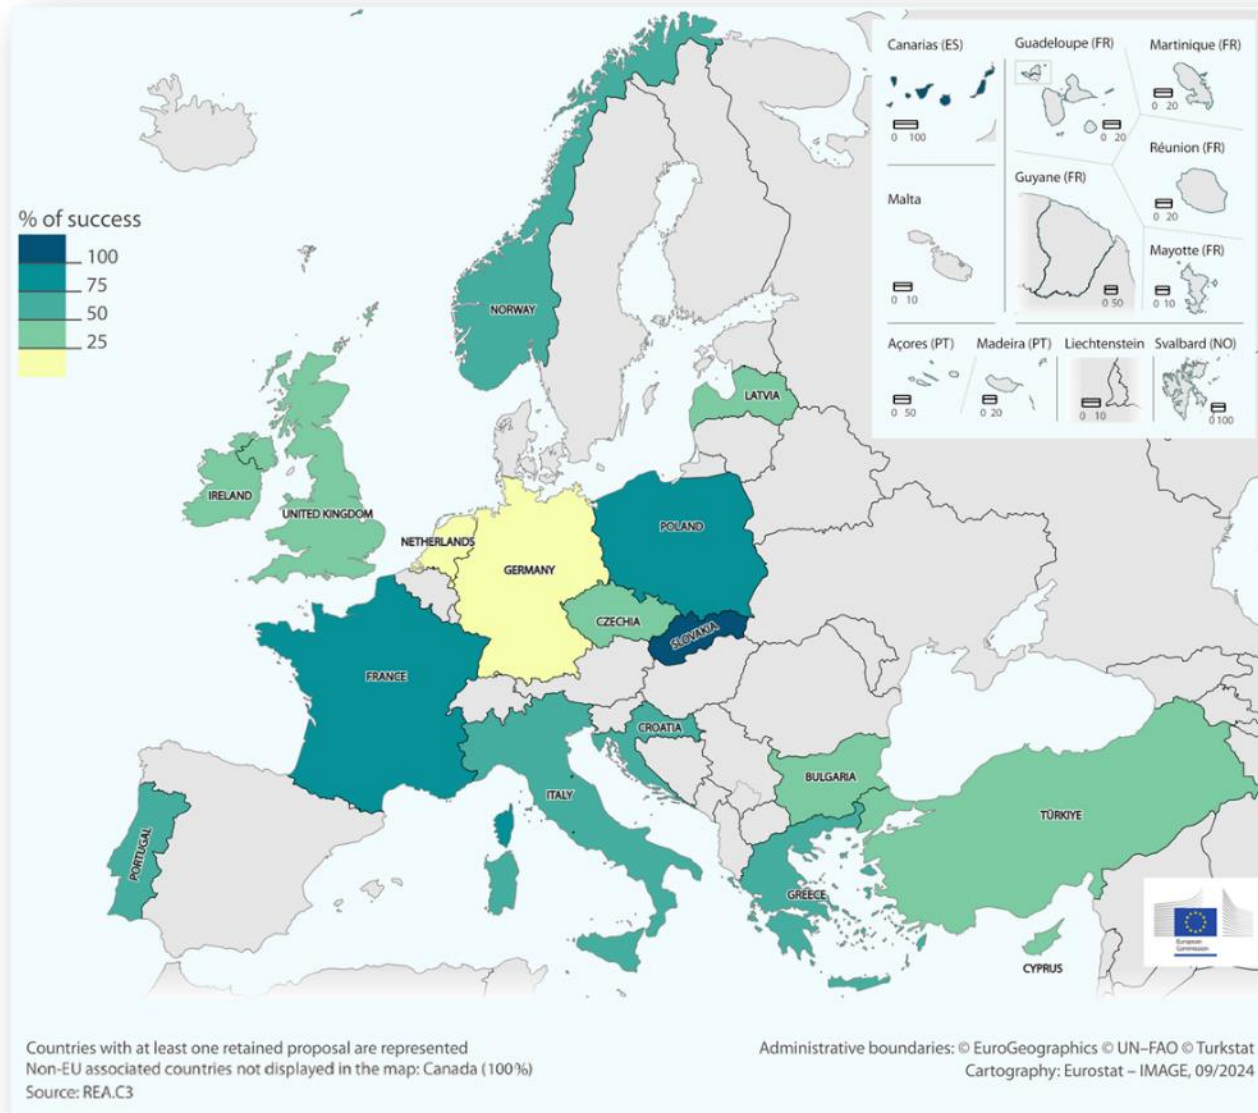 % of success
100
75
50
25
NORWAY
LATVIA
IRELAND
UNITED KINGDOM
NETHERLANDS
GERMANY
POLAND
CZECHIA
SLOVAKIA
FRANCE
CROATIA
ITALY
BULGARIA
PORTUGAL
GREECE
TÜRKIYE
CYPRUS
Canarias (ES)
0 100
Guadeloupe (FR)
0 20
Martinique (FR)
0 20
Réunion (FR)
0 20
Guyane (FR)
0 50
Malta
0 10
Mayotte (FR)
0 10
Açores (PT)
0 50
Madeira (PT)
0 20
Liechtenstein
0 10
Svalbard (NO)
0 100
European
Commission
Countries with at least one retained proposal are represented
Non-EU associated countries not displayed in the map: Canada (100%)
Source: REA.C3
Administrative boundaries: © EuroGeographics © UN–FAO © Turkstat
Cartography: Eurostat – IMAGE, 09/2024